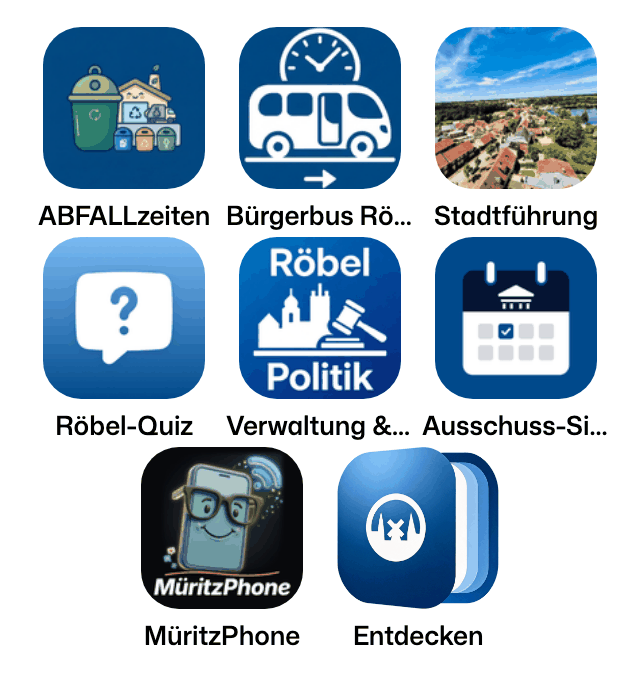 ABFALLzeiten
Bürgerbus Rö...
Stadtführung
Röbel
Politik
Röbel-Quiz
Verwaltung &...
Ausschuss-Si...
MüritzPhone
MüritzPhone
Entdecken